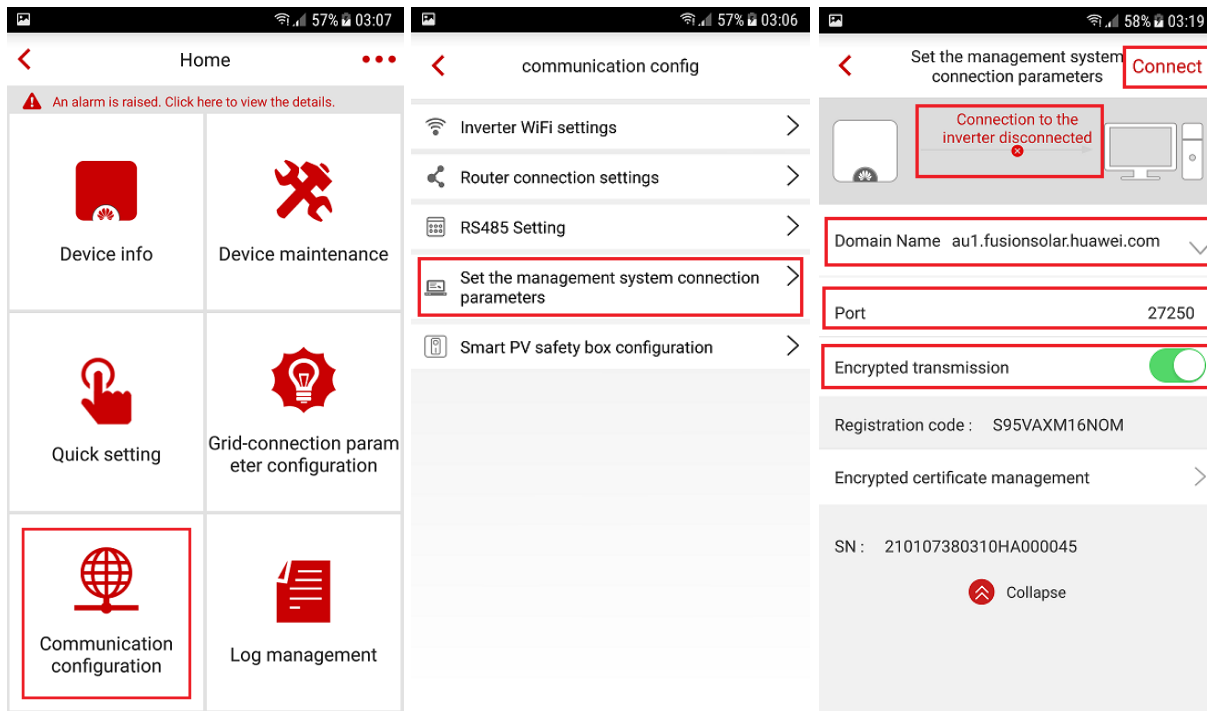 57% 03:07
Home
An alarm is raised. Click here to view the details.
Device info
Device maintenance
Quick setting
Grid-connection param
eter configuration
Communication
configuration
Log management
57% 03:06
communication config
Inverter WiFi settings
Router connection settings
RS485 Setting
Set the management system connection
parameters
Smart PV safety box configuration
58% 03:19
Set the management system
connection parameters
Connect
Connection to the
inverter disconnected
Domain Name au1.fusionsolar.huawei.com
Port 27250
Encrypted transmission
Registration code : S95VAXM16NOM
Encrypted certificate management
SN : 210107380310HA000045
Collapse